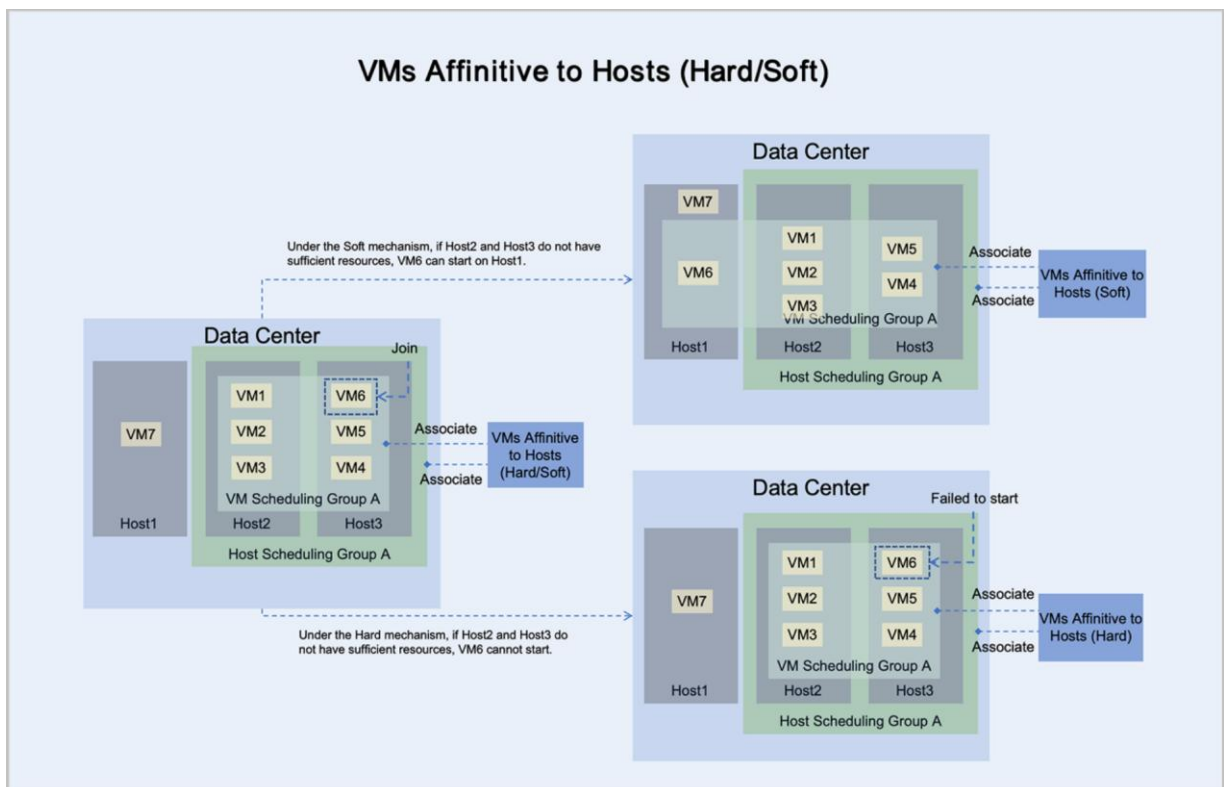 VMs Affinitive to Hosts (Hard/Soft)
Under the Soft mechanism, if Host2 and Host3 do not have
sufficient resources, VM6 can start on Host1.
Data Center
Join
VM7
VM1
VM6
VM2
VM5
VM3
VM4
VM Scheduling Group A
Host1
Host2
Host3
Host Scheduling Group A
Associate
Associate
VMs Affinitive
to Hosts
(Hard/Soft)
Under the Hard mechanism, if Host2 and Host3 do
not have sufficient resources, VM6 cannot start.
Data Center
VM7
VM6
VM1
VM2
VM3
VM5
VM4
VM Scheduling Group A
Host1
Host2
Host3
Host Scheduling Group A
Associate
Associate
VMs Affinitive to
Hosts (Soft)
Data Center
Failed to start
VM7
VM1
VM6
VM2
VM5
VM3
VM4
VM Scheduling Group A
Host1
Host2
Host3
Host Scheduling Group A
Associate
Associate
VMs Affinitive to
Hosts (Hard)